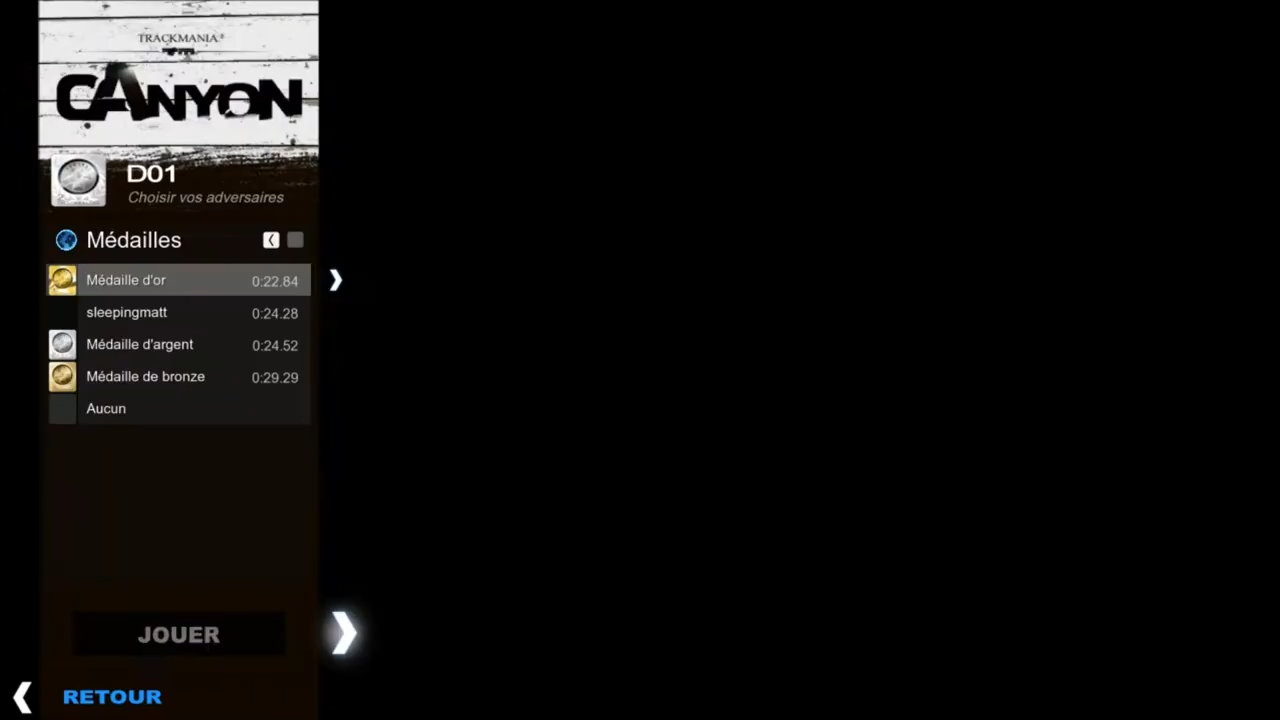 TRACKMANIA²
CANYON
D01
Choisir vos adversaires
Médailles
Médaille d'or 0:22.84
sleepingmatt 0:24.28
Médaille d'argent 0:24.52
Médaille de bronze 0:29.29
Aucun
JOUER
RETOUR